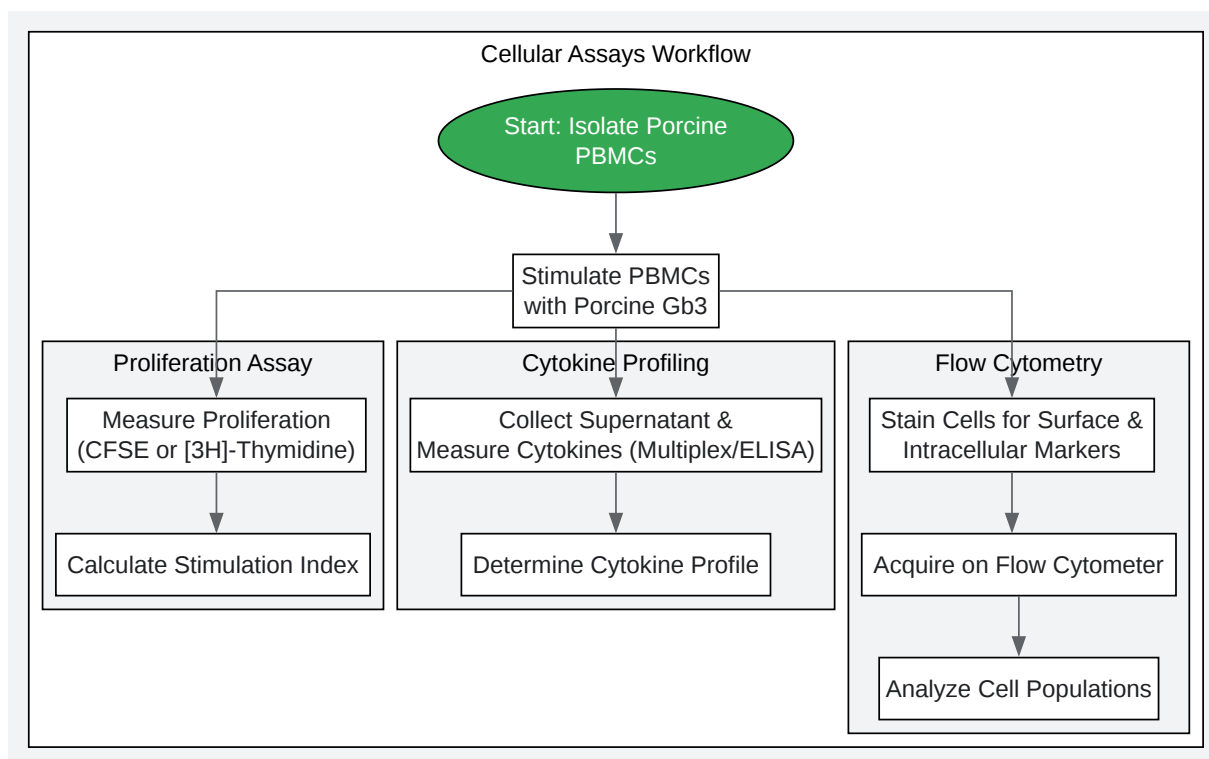 Cellular Assays Workflow
Start: Isolate Porcine
PBMCs
Stimulate PBMCs
with Porcine Gb3
Proliferation Assay
Measure Proliferation
(CFSE or [3H]-Thymidine)
Calculate Stimulation Index
Cytokine Profiling
Collect Supernatant &
Measure Cytokines (Multiplex/ELISA)
Determine Cytokine Profile
Flow Cytometry
Stain Cells for Surface &
Intracellular Markers
Acquire on Flow Cytometer
Analyze Cell Populations